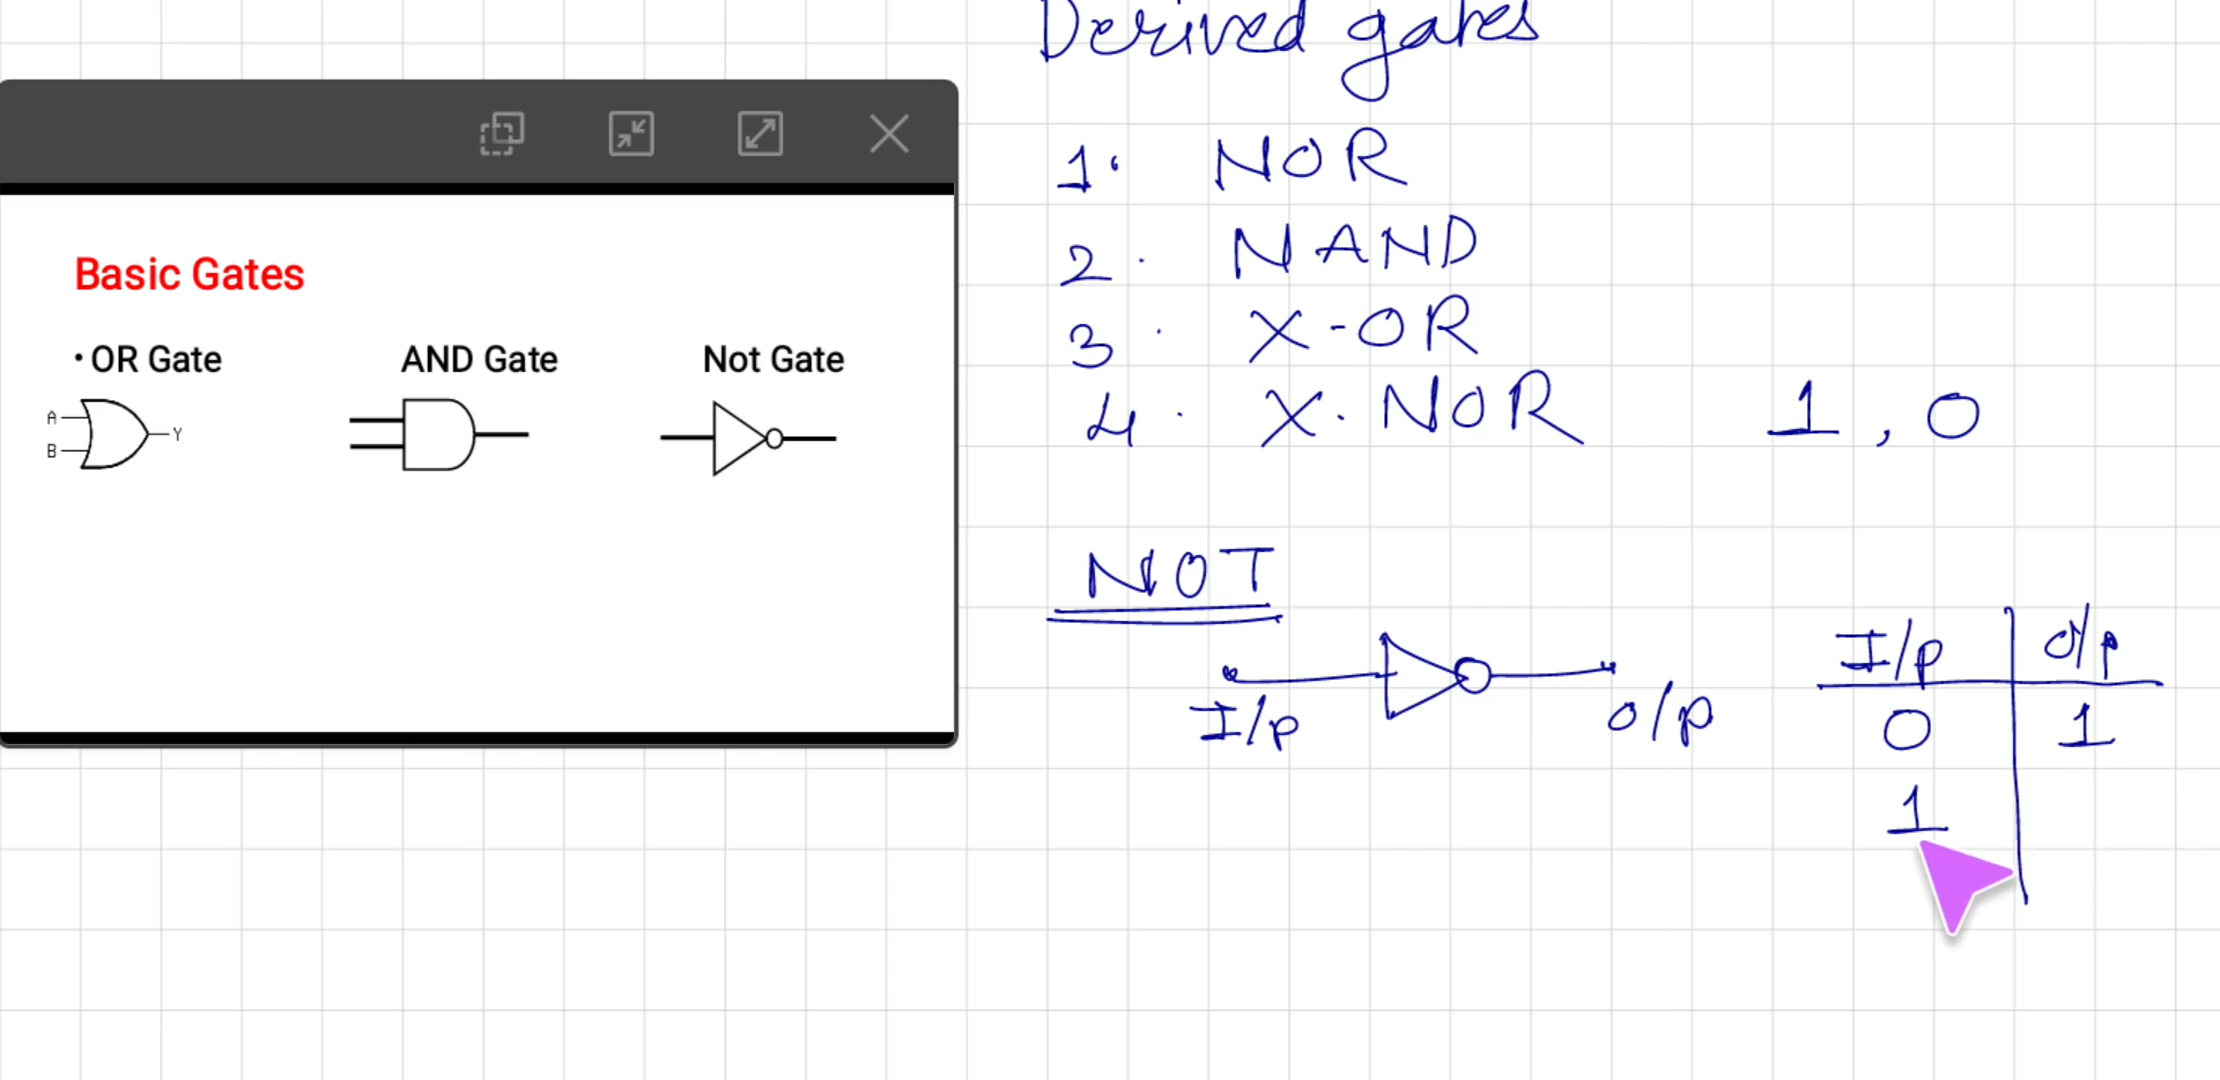 Derived gates
1. NOR
2. NAND
3. X-OR
4. X-NOR
1, 0
Basic Gates
• OR Gate AND Gate Not Gate
A
B
Y
NOT
I/p
o/p
I/p o/p
0 1
1